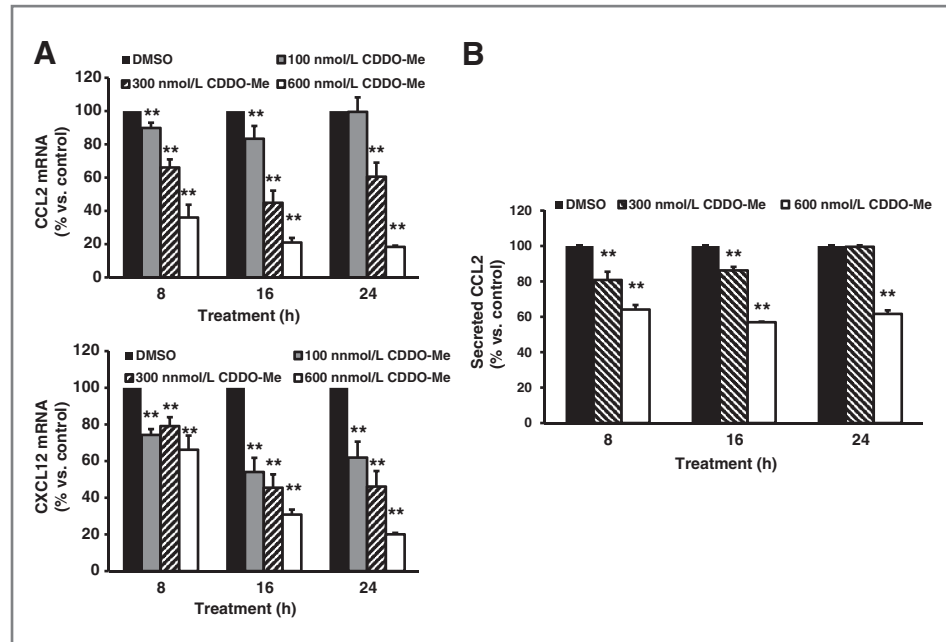 A
DMSO
100 nmol/L CDDO-Me
300 nmol/L CDDO-Me
600 nmol/L CDDO-Me
CCL2 mRNA
(% vs. control)
120
100
80
60
40
20
0
**
**
**
**
**
**
**
**
8
16
24
Treatment (h)
DMSO
100 nnmol/L CDDO-Me
300 nnmol/L CDDO-Me
600 nnmol/L CDDO-Me
CXCL12 mRNA
(% vs. control)
120
100
80
60
40
20
0
**
**
**
**
**
**
**
**
**
8
16
24
Treatment (h)
B
DMSO
300 nmol/L CDDO-Me
600 nmol/L CDDO-Me
Secreted CCL2
(% vs. control)
120
100
80
60
40
20
0
**
**
**
**
**
8
16
24
Treatment (h)